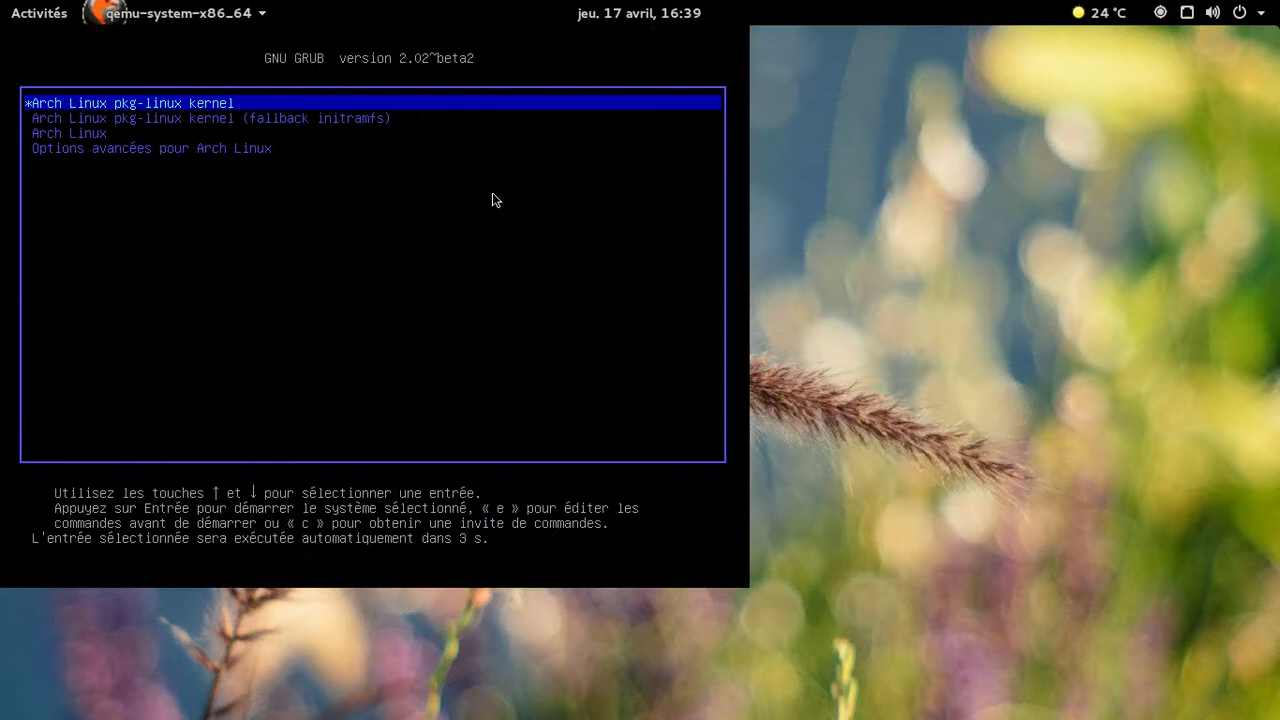 Activités qemu-system-x86_64 jeu. 17 avril, 16:39 24 °C
GNU GRUB version 2.02~beta2
*Arch Linux pkg-linux kernel
Arch Linux pkg-linux kernel (fallback initramfs)
Arch Linux
Options avancées pour Arch Linux
Utilisez les touches ↑ et ↓ pour sélectionner une entrée.
Appuyez sur Entrée pour démarrer le système sélectionné, « e » pour éditer les
commandes avant de démarrer ou « c » pour obtenir une invite de commandes.
L'entrée sélectionnée sera exécutée automatiquement dans 3 s.